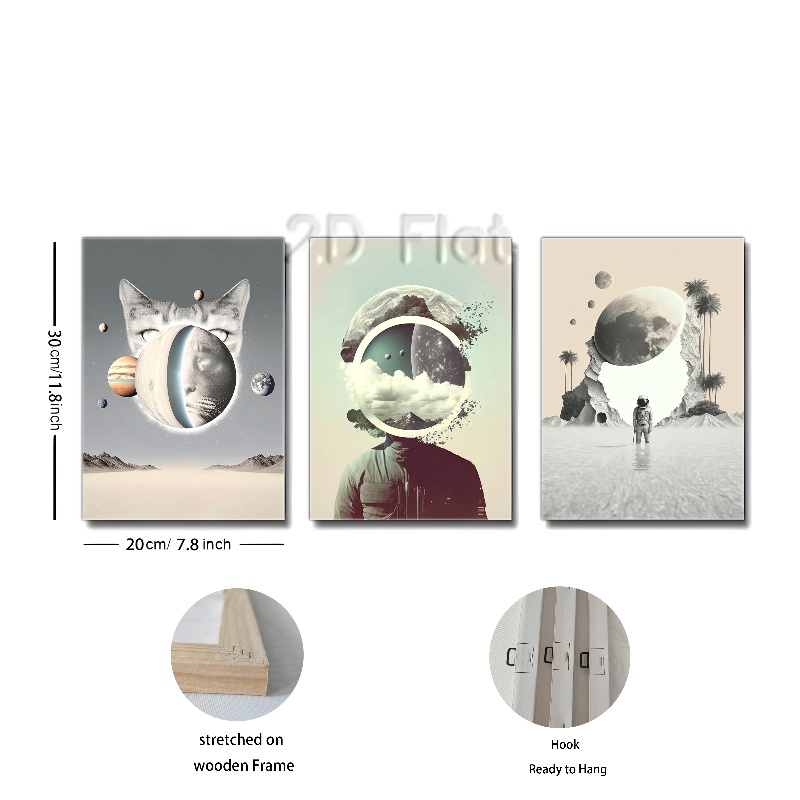 2D Flat
30cm/11.8inch
20cm/ 7.8 inch
stretched on
wooden Frame
Hook
Ready to Hang